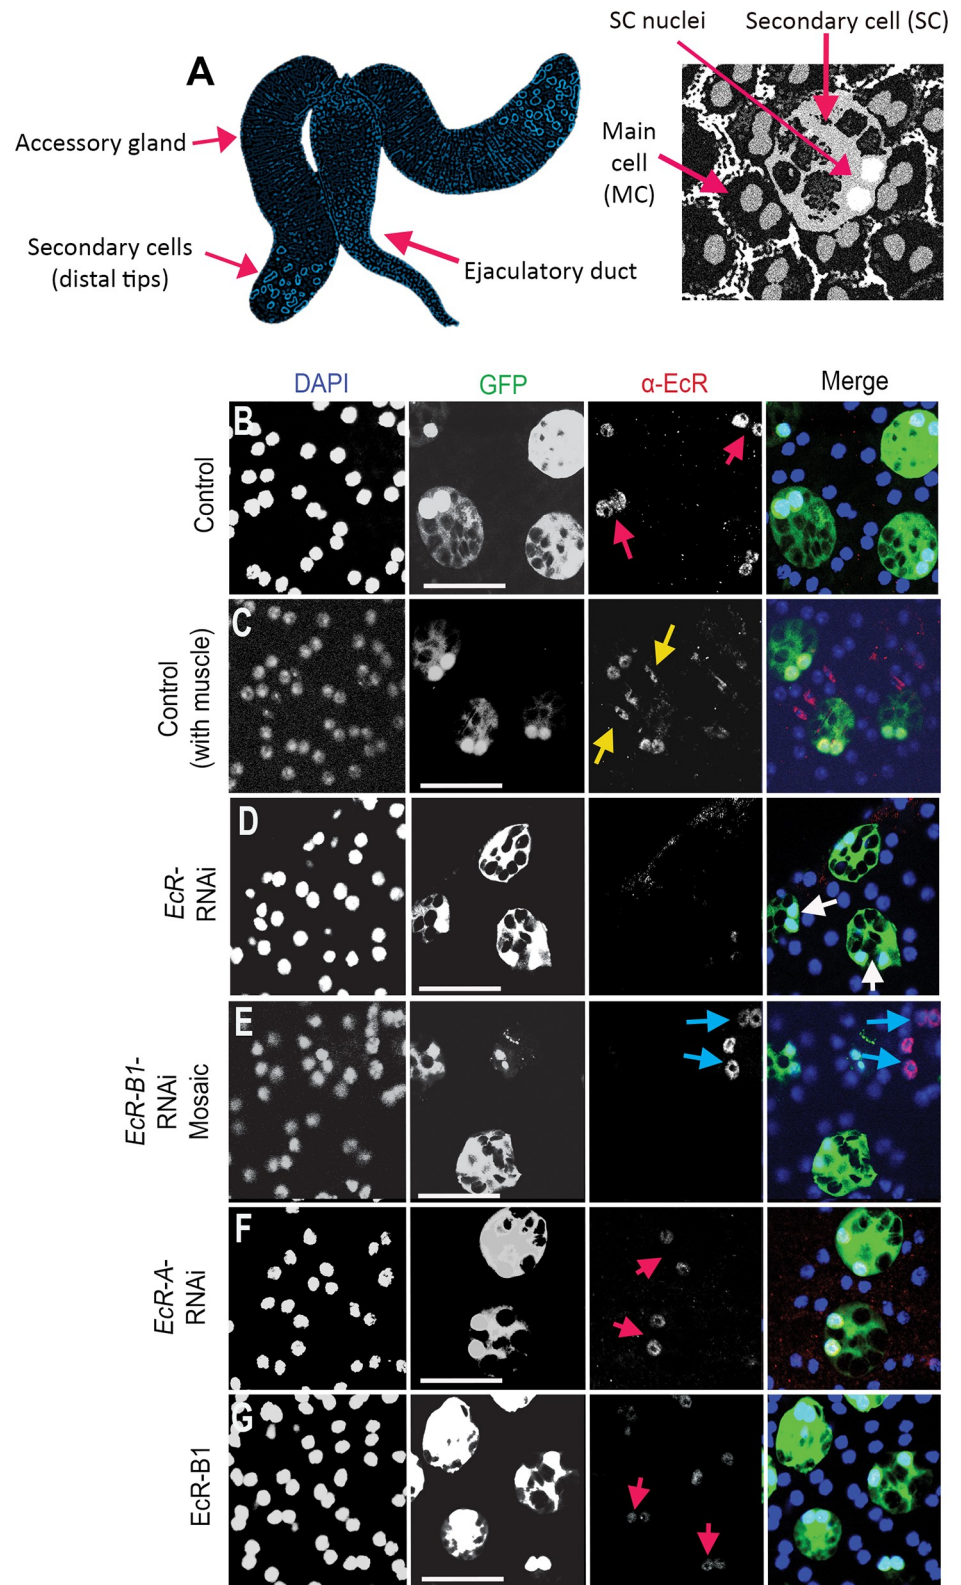 SC nuclei
Secondary cell (SC)
A
Accessory gland
Main
cell
(MC)
Secondary cells
(distal tips)
Ejaculatory duct
DAPI
GFP
α-EcR
Merge
B
Control
C
Control
(with muscle)
D
EcR-
RNAi
E
EcR-B1-
RNAi
Mosaic
F
EcR-A-
RNAi
G
EcR-B1